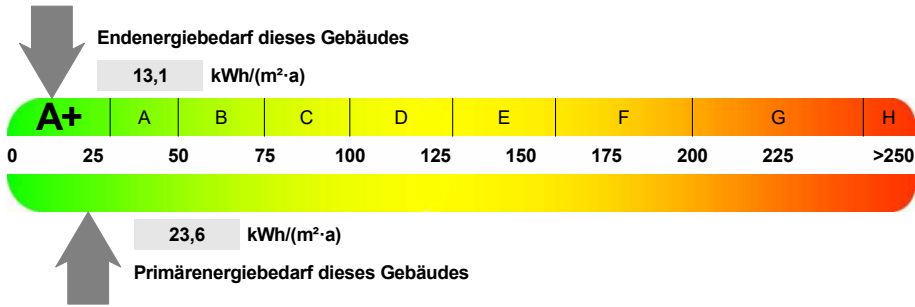 Endenergiebedarf dieses Gebäudes
13,1 kWh/(m²·a)
A+ A B C D E F G H
0 25 50 75 100 125 150 175 200 225 >250
23,6 kWh/(m²·a)
Primärenergiebedarf dieses Gebäudes